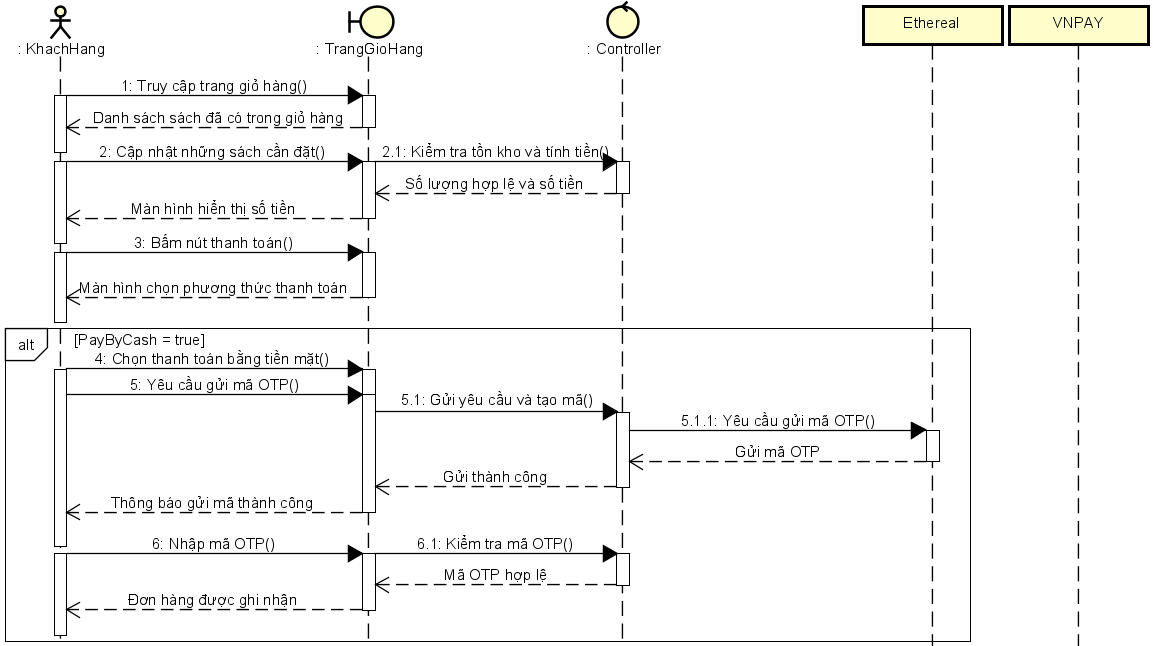 : KhachHang
: TrangGioHang
: Controller
Ethereal
VNPAY
1: Truy cập trang giỏ hàng()
Danh sách sách đã có trong giỏ hàng
2: Cập nhật những sách cần đặt()
2.1: Kiểm tra tồn kho và tính tiền()
Số lượng hợp lệ và số tiền
Màn hình hiển thị số tiền
3: Bấm nút thanh toán()
Màn hình chọn phương thức thanh toán
alt
[PayByCash = true]
4: Chọn thanh toán bằng tiền mặt()
5: Yêu cầu gửi mã OTP()
5.1: Gửi yêu cầu và tạo mã()
5.1.1: Yêu cầu gửi mã OTP()
Gửi mã OTP
Gửi thành công
Thông báo gửi mã thành công
6: Nhập mã OTP()
6.1: Kiểm tra mã OTP()
Mã OTP hợp lệ
Đơn hàng được ghi nhận